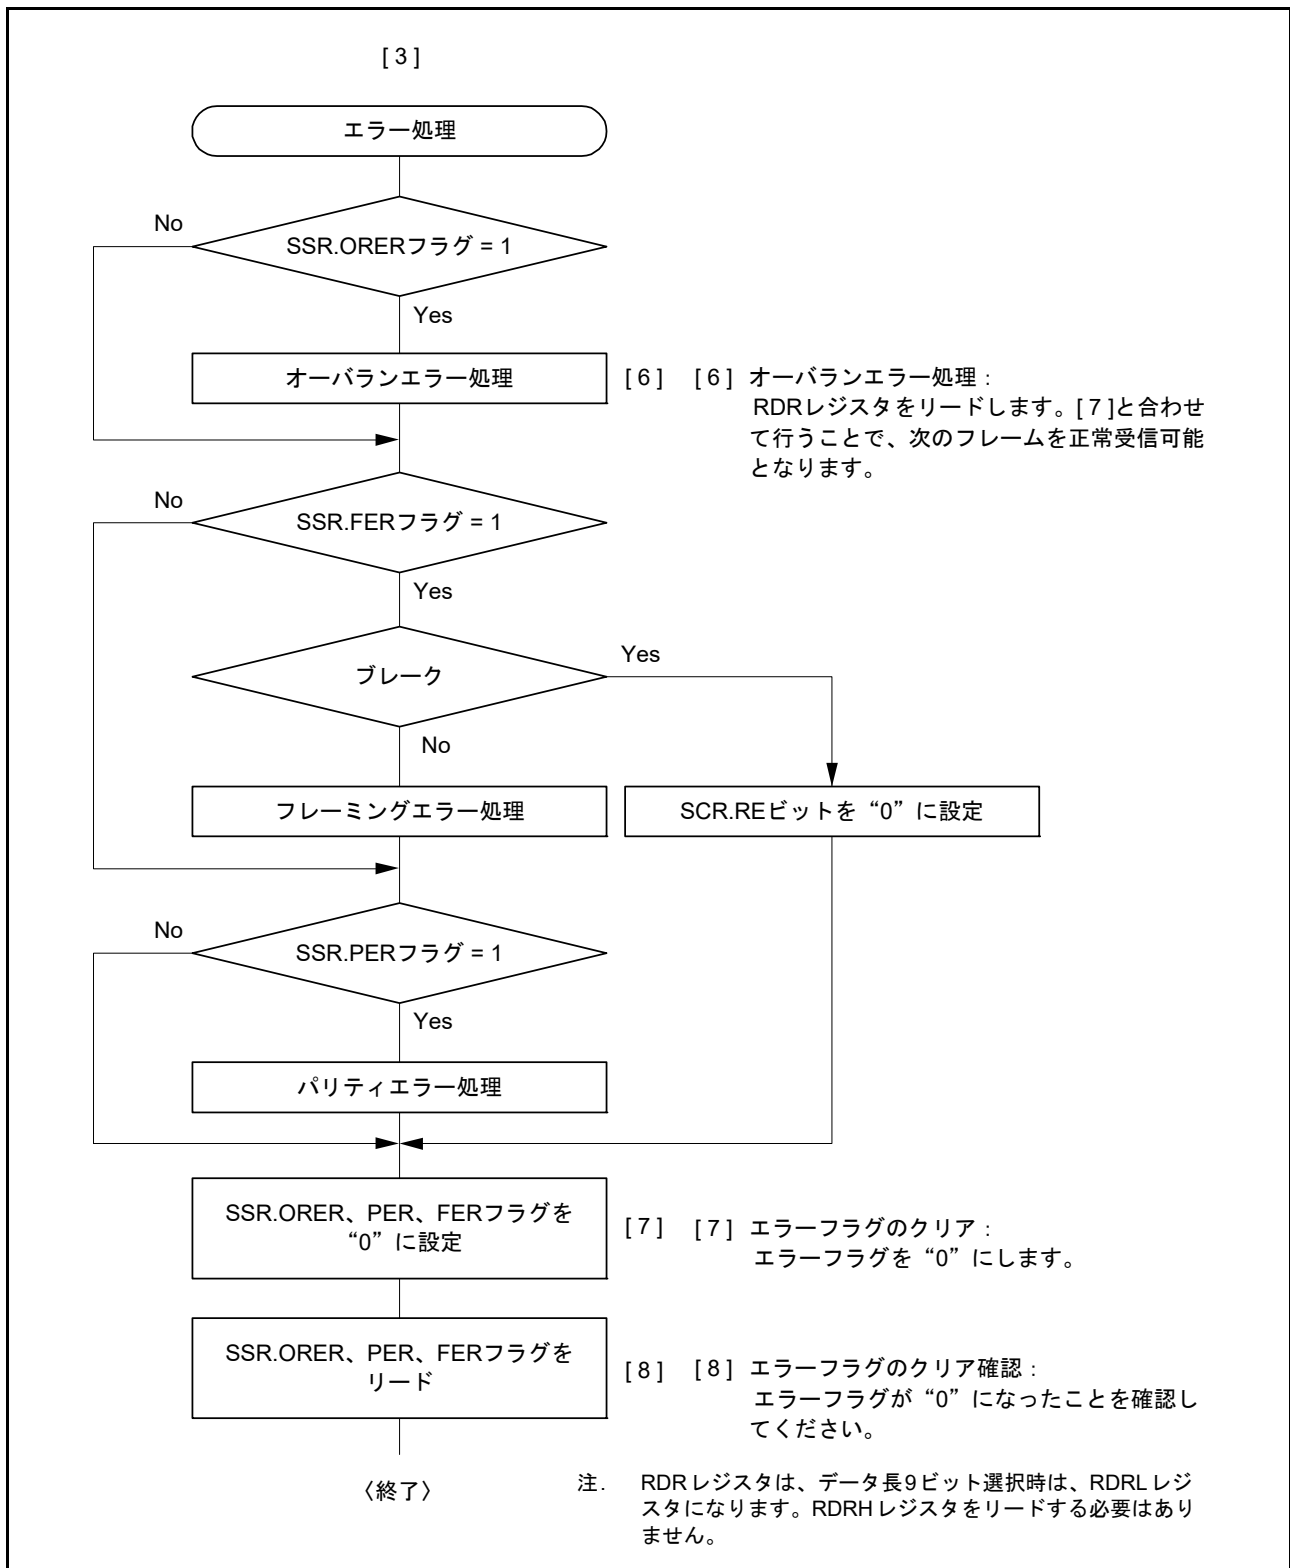 [ 3 ]
エラー処理
No
SSR.ORERフラグ = 1
Yes
オーバランエラー処理
[ 6 ]
[ 6 ] オーバランエラー処理：
RDRレジスタをリードします。[ 7 ]と合わせ
て行うことで、次のフレームを正常受信可能
となります。
No
SSR.FERフラグ = 1
Yes
ブレーク
Yes
No
フレーミングエラー処理
SCR.REビットを“0”に設定
No
SSR.PERフラグ = 1
Yes
パリティエラー処理
SSR.ORER、PER、FERフラグを
“0”に設定
[ 7 ]
[ 7 ] エラーフラグのクリア：
エラーフラグを“0”にします。
SSR.ORER、PER、FERフラグを
リード
[ 8 ]
[ 8 ] エラーフラグのクリア確認：
エラーフラグが“0”になったことを確認し
てください。
〈終了〉
注. RDRレジスタは、データ長9ビット選択時は、RDRLレジ
スタになります。RDRHレジスタをリードする必要はあり
ません。